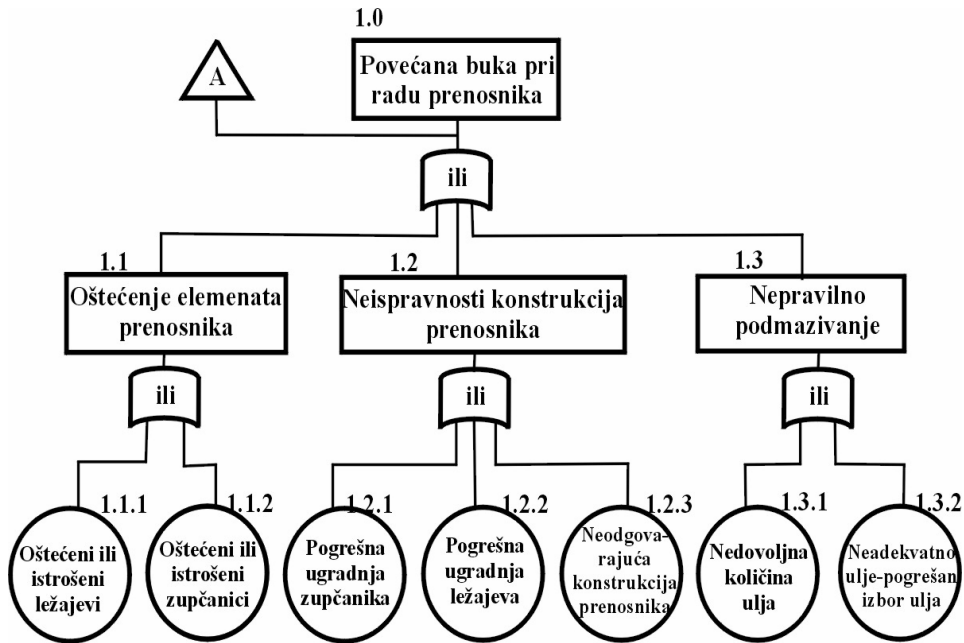 1.0
A
Povećana buka pri
radu prenosnika
ili
1.1
Oštećenje elemenata
prenosnika
1.2
Neispravnosti konstrukcija
prenosnika
1.3
Nepravilno
podmazivanje
ili
ili
ili
1.1.1
Oštećeni ili
istrošeni
ležajevi
1.1.2
Oštećeni ili
istrošeni
zupčanici
1.2.1
Pogrešna
ugradnja
zupčanika
1.2.2
Pogrešna
ugradnja
ležajeva
1.2.3
Neodgova-
rajuća
konstrukcija
prenosnika
1.3.1
Nedovoljna
količina
ulja
1.3.2
Neadekvatno
ulje-pogrešan
izbor ulja